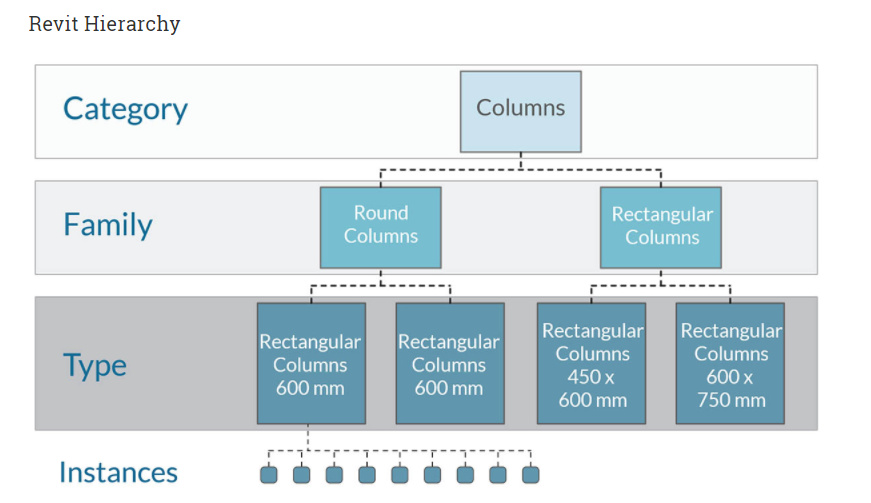 Revit Hierarchy
Category
Columns
Family
Round
Columns
Rectangular
Columns
Type
Rectangular
Columns
600 mm
Rectangular
Columns
600 mm
Rectangular
Columns
450 x
600 mm
Rectangular
Columns
600 x
750 mm
Instances